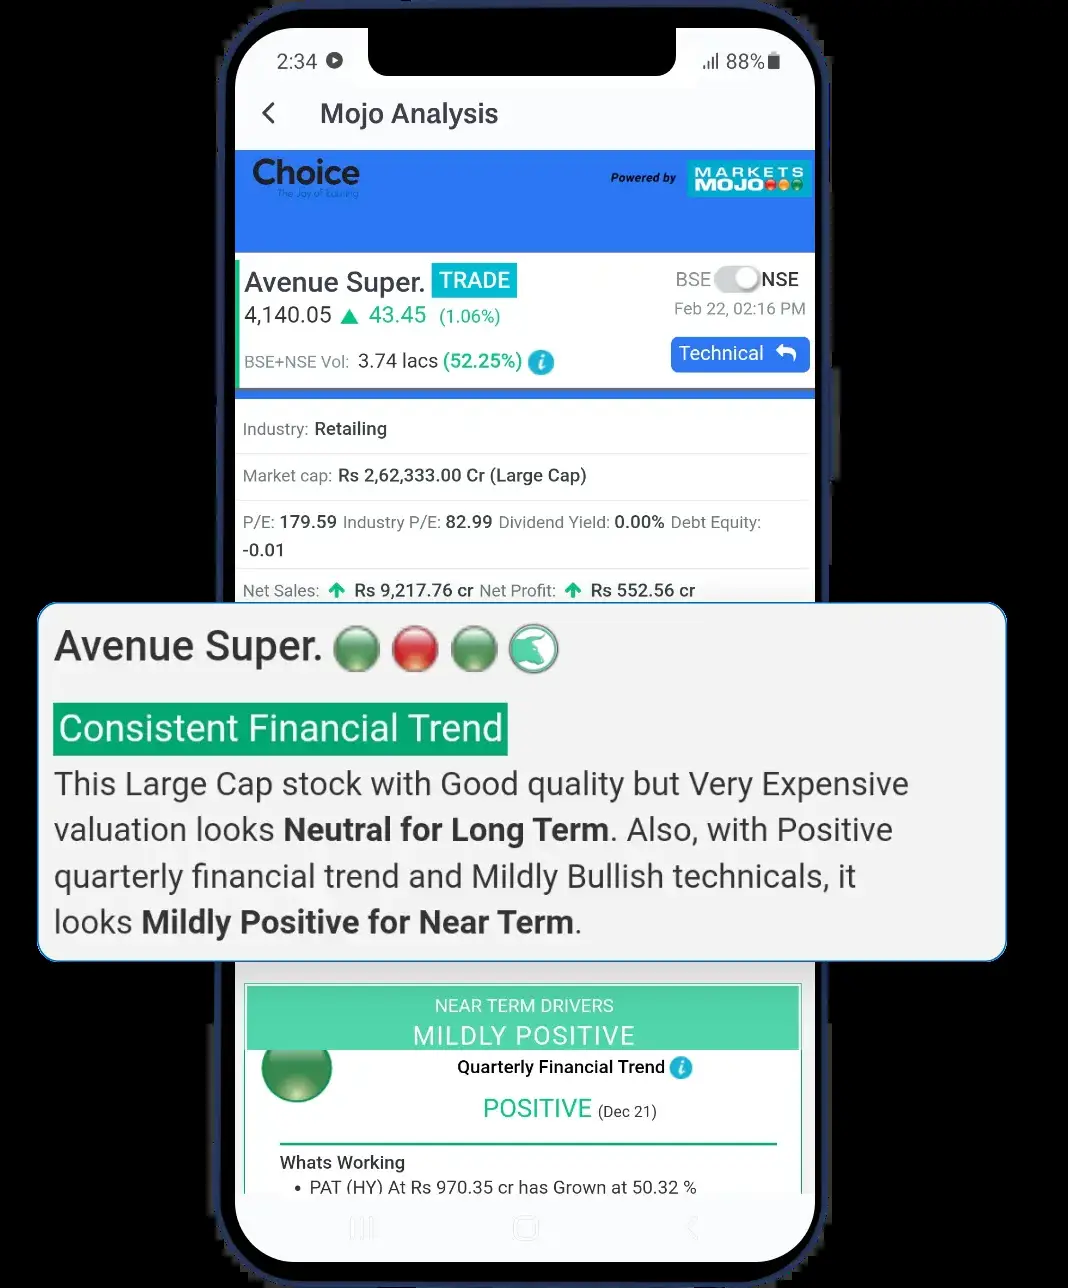 2:34 88%
Mojo Analysis
Choice
The Joy of Earning
Powered by MARKETS MOJO
Avenue Super. TRADE
BSE NSE
4,140.05 ▲ 43.45 (1.06%)
Feb 22, 02:16 PM
BSE+NSE Vol: 3.74 lacs (52.25%) i
Technical
Industry: Retailing
Market cap: Rs 2,62,333.00 Cr (Large Cap)
P/E: 179.59 Industry P/E: 82.99 Dividend Yield: 0.00% Debt Equity:
-0.01
Net Sales: ↑ Rs 9,217.76 cr Net Profit: ↑ Rs 552.56 cr
Avenue Super.
Consistent Financial Trend
This Large Cap stock with Good quality but Very Expensive
valuation looks Neutral for Long Term. Also, with Positive
quarterly financial trend and Mildly Bullish technicals, it
looks Mildly Positive for Near Term.
NEAR TERM DRIVERS
MILDLY POSITIVE
Quarterly Financial Trend i
POSITIVE (Dec 21)
Whats Working
• PAT (HY) At Rs 970.35 cr has Grown at 50.32 %